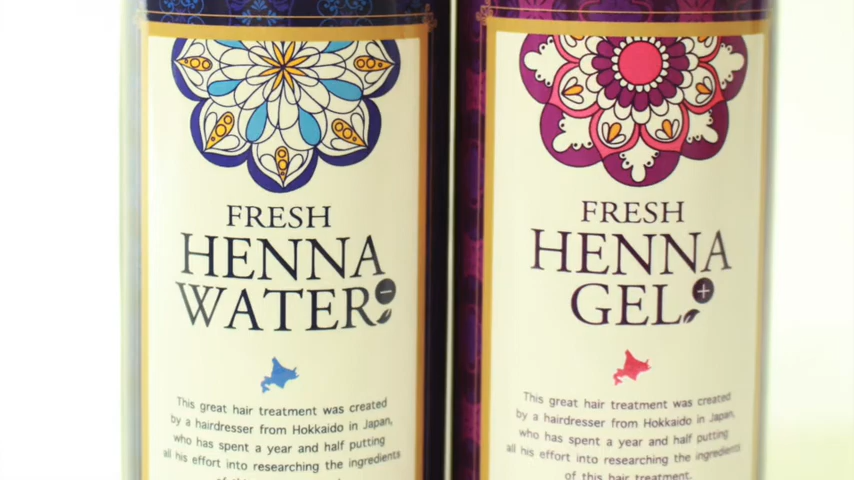 FRESH
HENNA
WATER
−
This great hair treatment was created
by a hairdresser from Hokkaido in Japan,
who has spent a year and half putting
all his effort into researching the ingredients
of this
FRESH
HENNA
GEL
+
This great hair treatment was created
by a hairdresser from Hokkaido in Japan,
who has spent a year and half putting
all his effort into researching the ingredients
of this hair treatment.